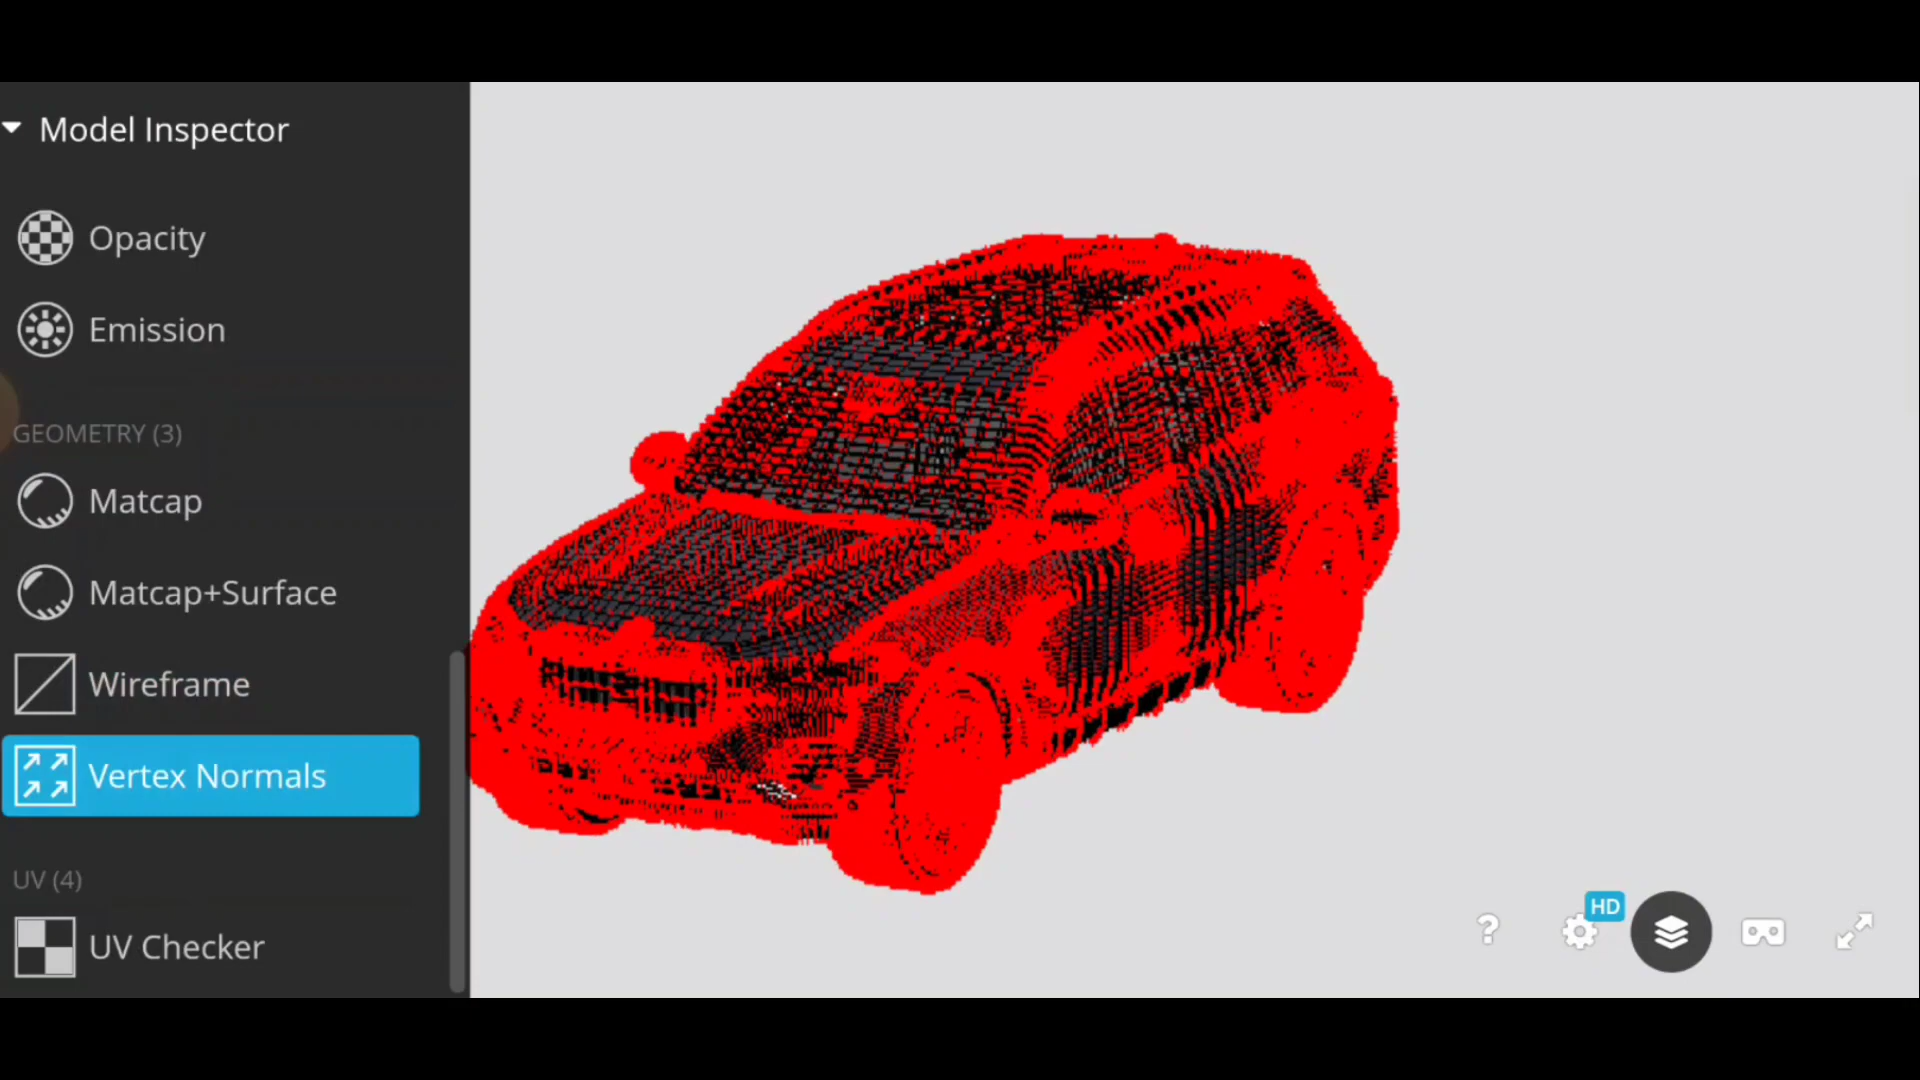 Model Inspector
Opacity
Emission
GEOMETRY (3)
Matcap
Matcap+Surface
Wireframe
Vertex Normals
UV (4)
UV Checker
?
HD